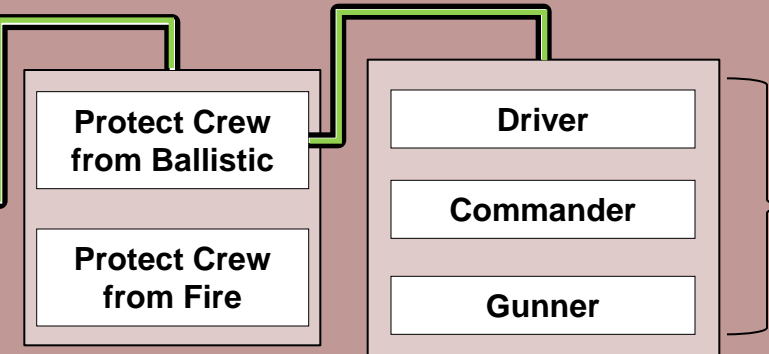 Protect Crew
from Ballistic
Protect Crew
from Fire
Driver
Commander
Gunner